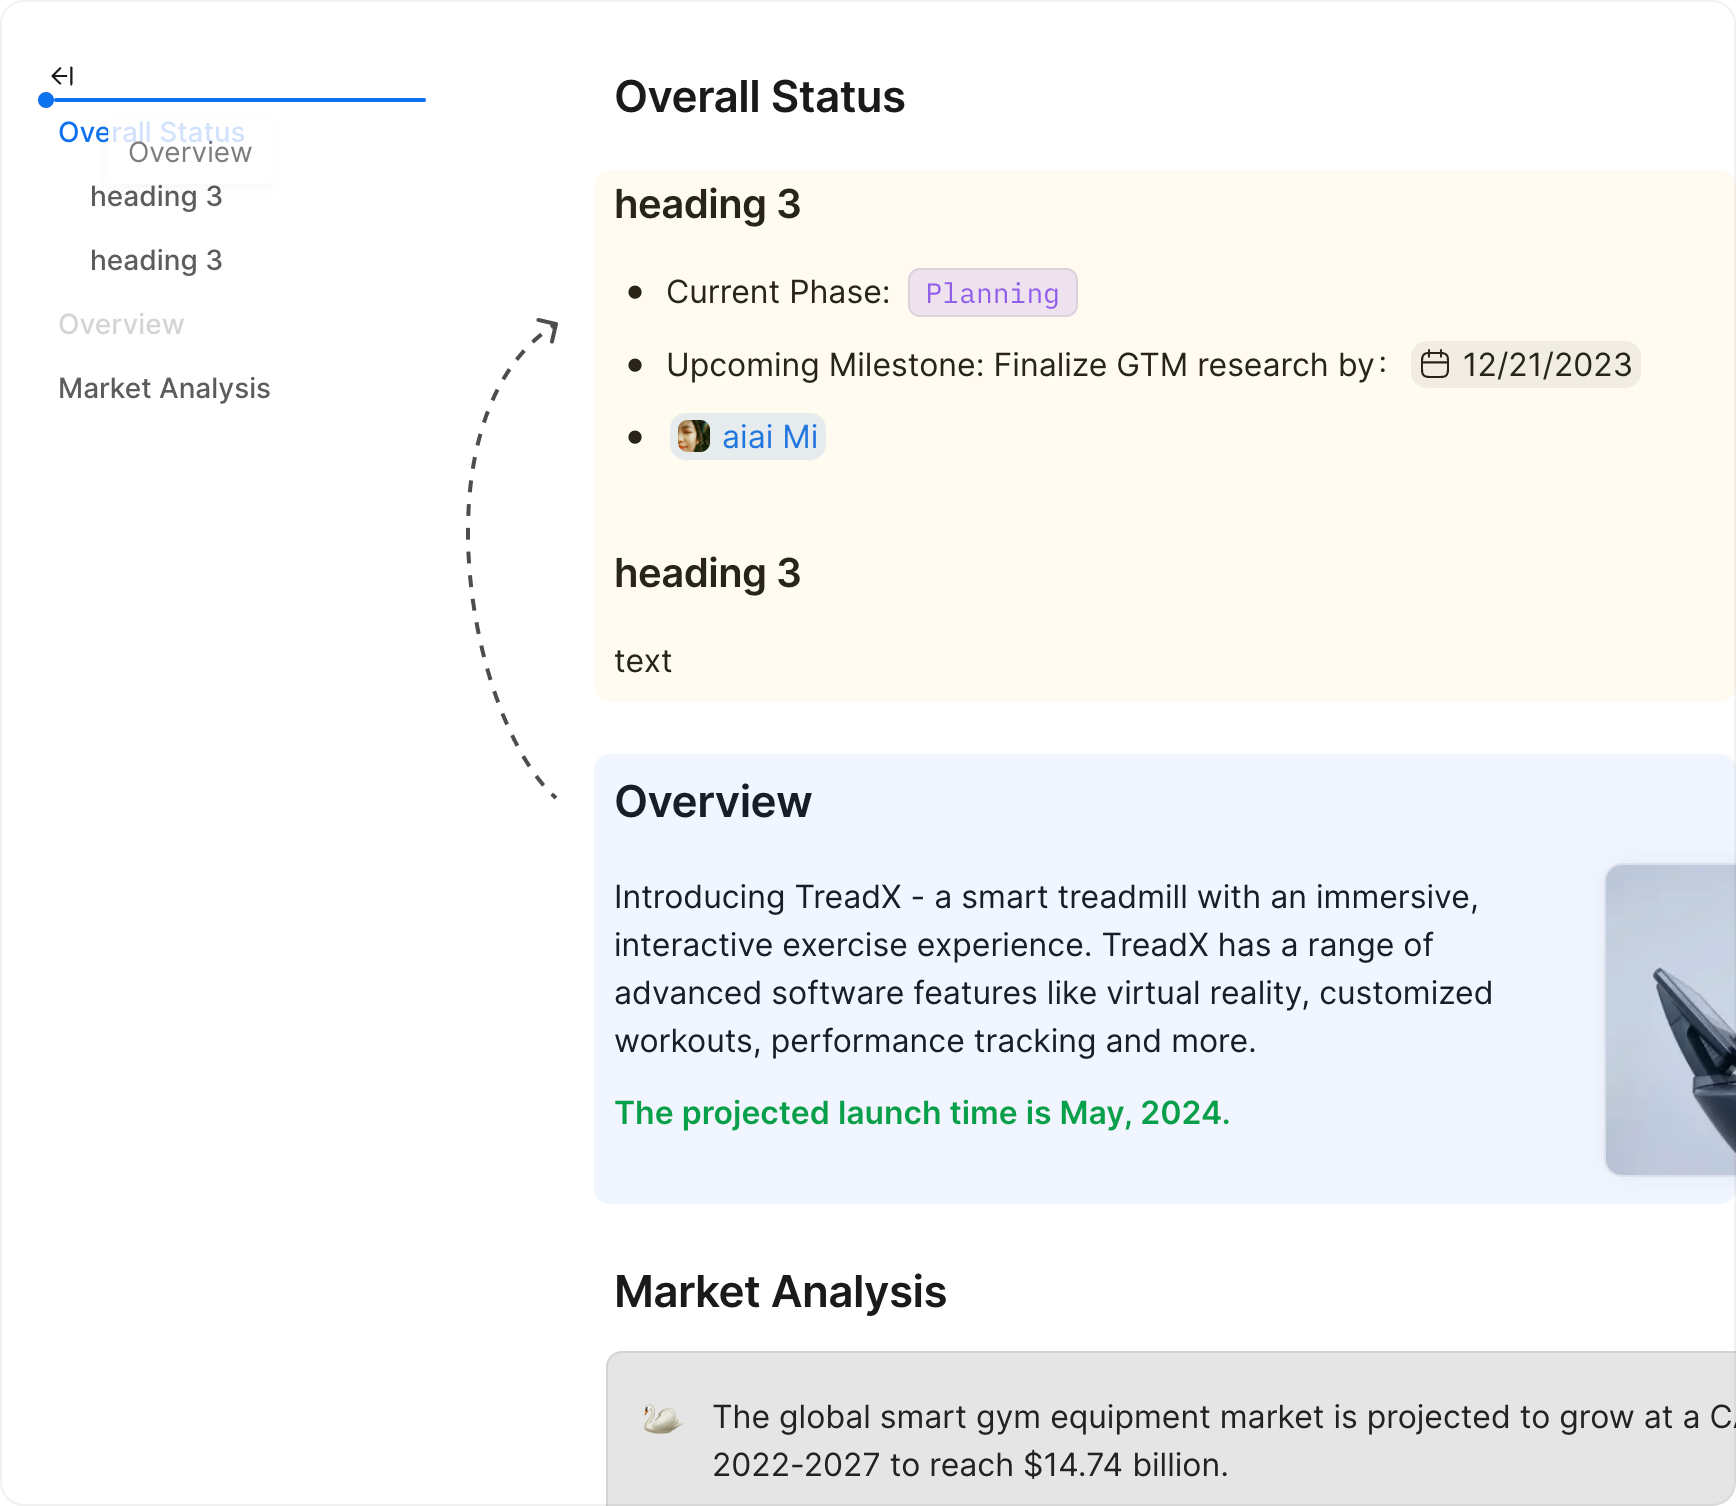 Overall Status
Overview
heading 3
heading 3
Overview
Market Analysis
Overall Status
heading 3
Current Phase: Planning
Upcoming Milestone: Finalize GTM research by: 12/21/2023
aiai Mi
heading 3
text
Overview
Introducing TreadX - a smart treadmill with an immersive,
interactive exercise experience. TreadX has a range of
advanced software features like virtual reality, customized
workouts, performance tracking and more.
The projected launch time is May, 2024.
Market Analysis
The global smart gym equipment market is projected to grow at a
2022-2027 to reach $14.74 billion.